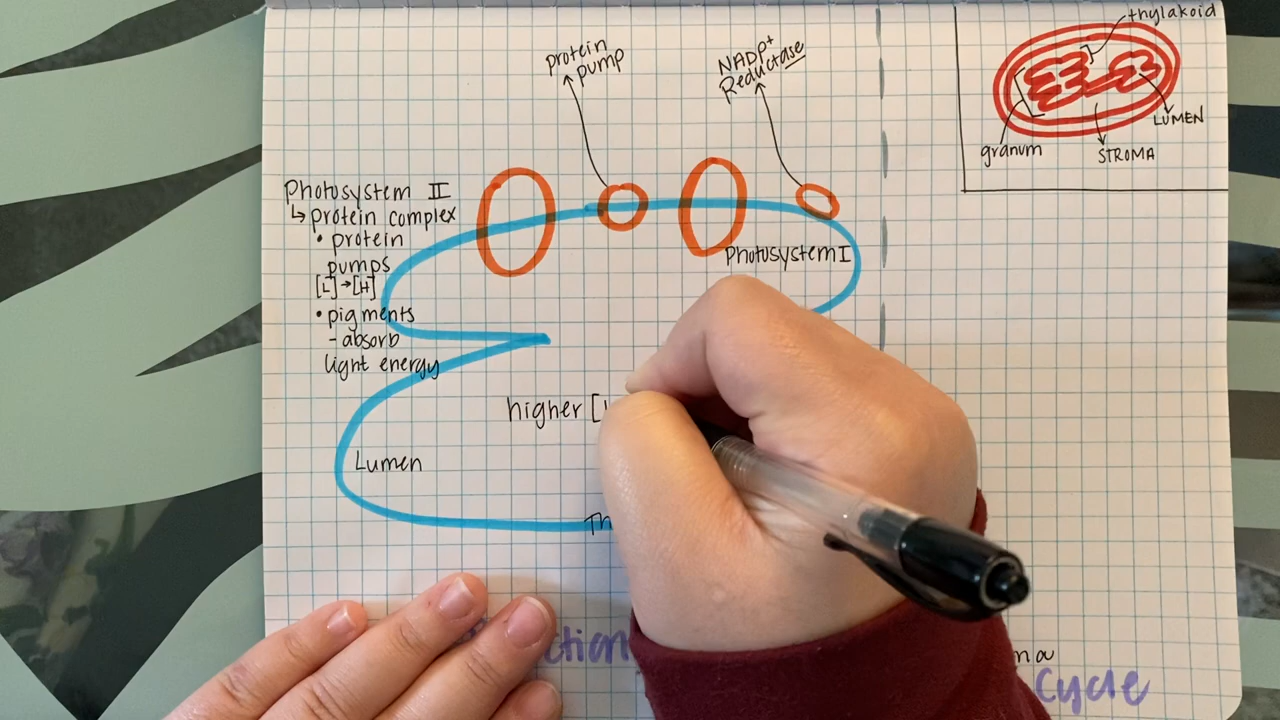 protein
pump
NADP+
Reductase
thylakoid
LUMEN
granum
STROMA
Photosystem II
↳ protein complex
• protein
pumps
[L]→[H]
• pigments
- absorb
light energy
Photosystem I
higher [
Lumen
Th
ction
na
Cycle